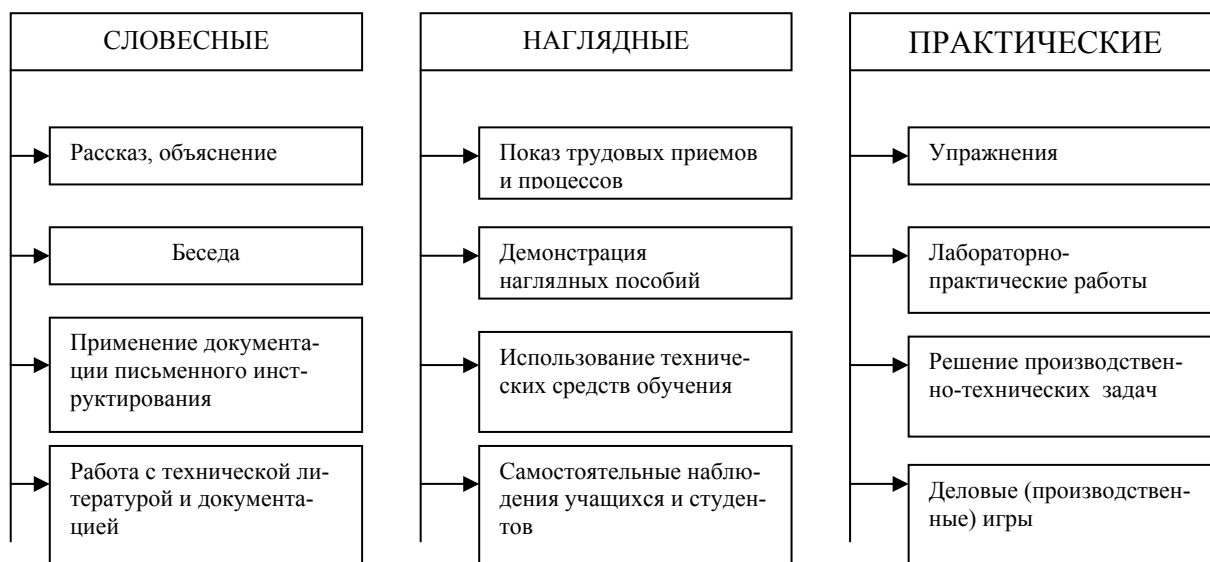 СЛОВЕСНЫЕ
Рассказ, объяснение
Беседа
Применение документа-
ции письменного инст-
руктирования
Работа с технической ли-
тературой и документа-
цией
НАГЛЯДНЫЕ
Показ трудовых приемов
и процессов
Демонстрация
наглядных пособий
Использование техниче-
ских средств обучения
Самостоятельные наблю-
дения учащихся и студен-
тов
ПРАКТИЧЕСКИЕ
Упражнения
Лабораторно-
практические работы
Решение производствен-
но-технических задач
Деловые (производствен-
ные) игры